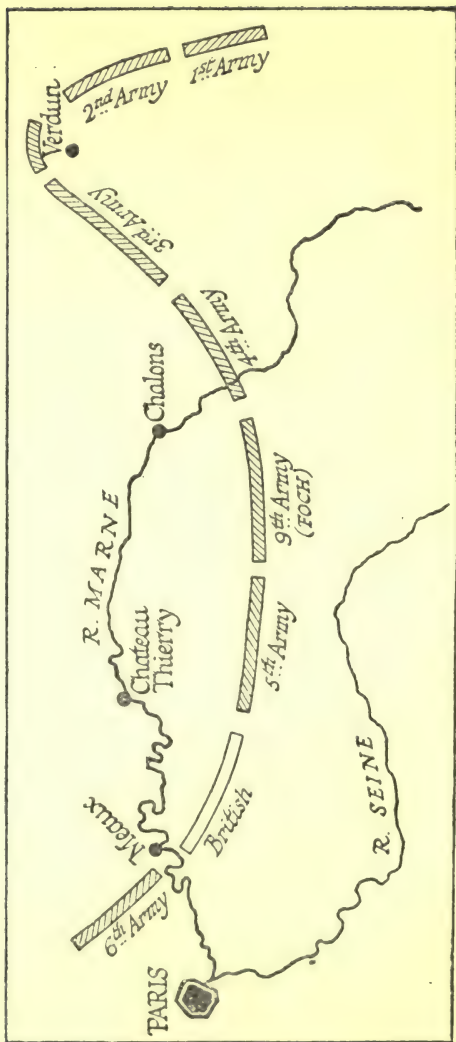 1st Army
2nd Army
Verdun
3rd Army
4th Army
Chalons
R. MARNE
9th Army
(FOCH)
Chateau
Thierry
5th Army
Meaux
British
6th Army
R. SEINE
PARIS